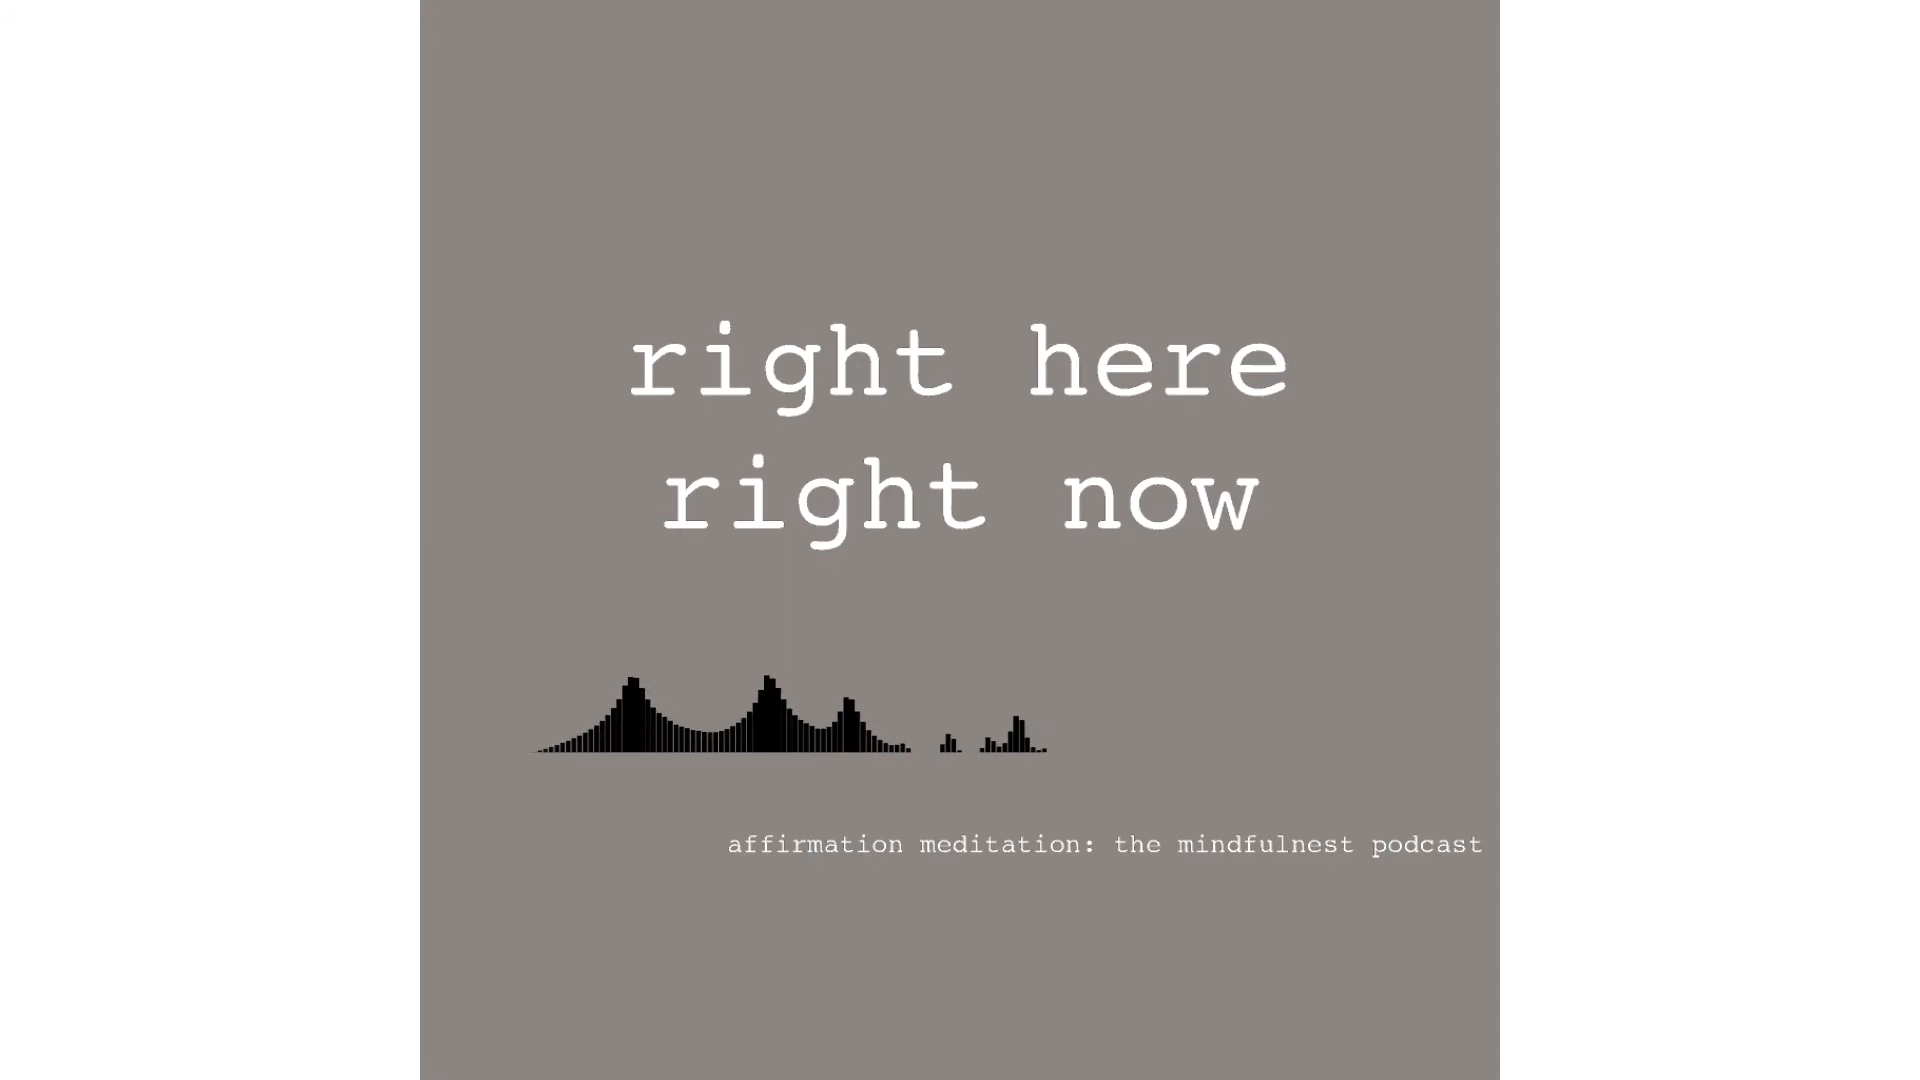 right here
right now
affirmation meditation: the mindfulnest podcast